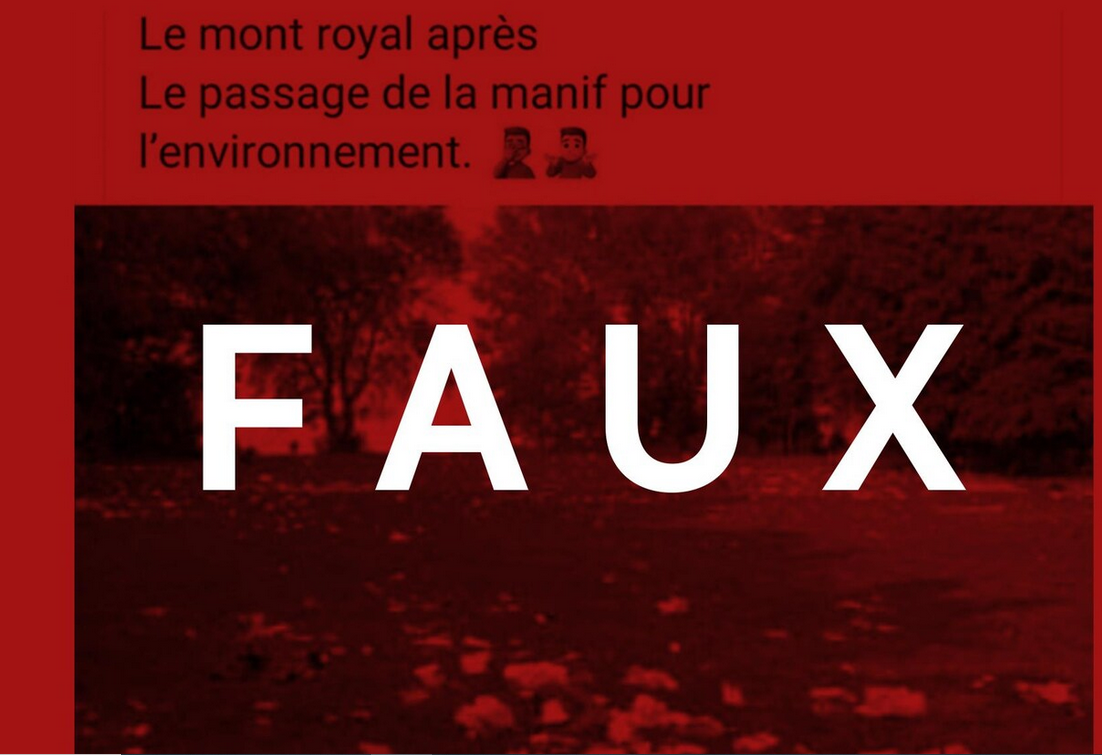 Le mont royal après
Le passage de la manif pour
l’environnement. 🤦🏽‍♂️🤷🏽‍♂️
FAUX